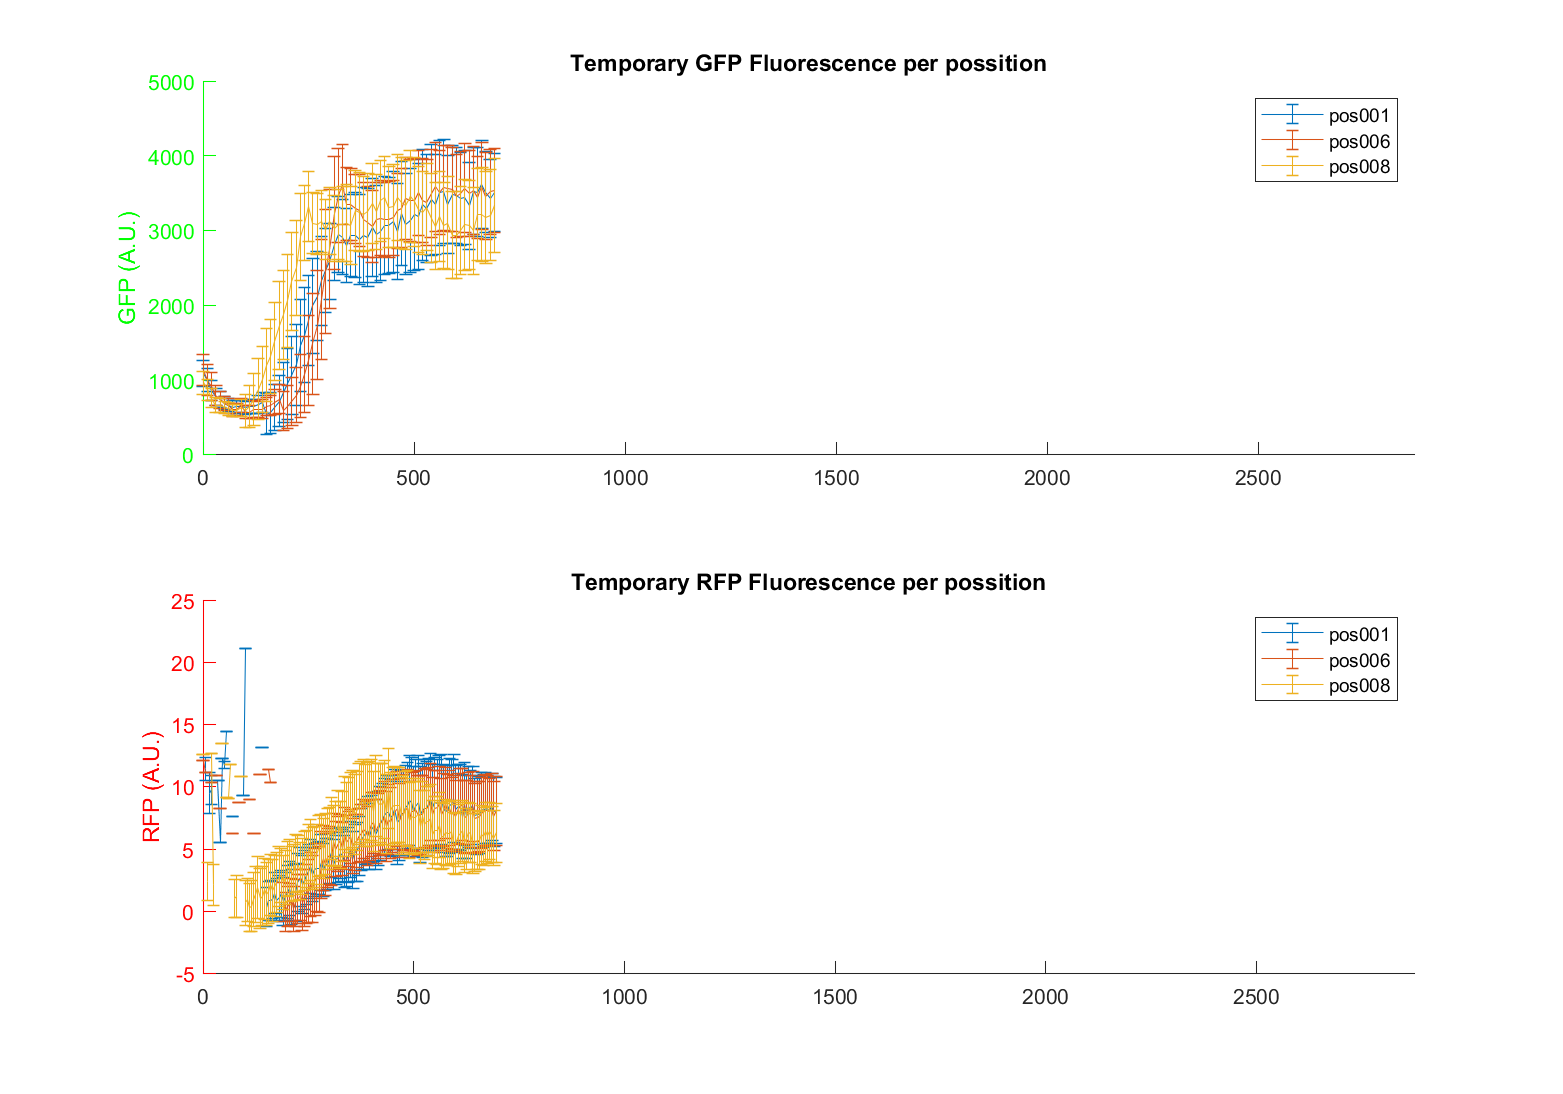 Temporary GFP Fluorescence per possition
5000
4000
3000
2000
1000
0
GFP (A.U.)
0 500 1000 1500 2000 2500
pos001
pos006
pos008
Temporary RFP Fluorescence per possition
25
20
15
10
5
0
-5
RFP (A.U.)
0 500 1000 1500 2000 2500
pos001
pos006
pos008